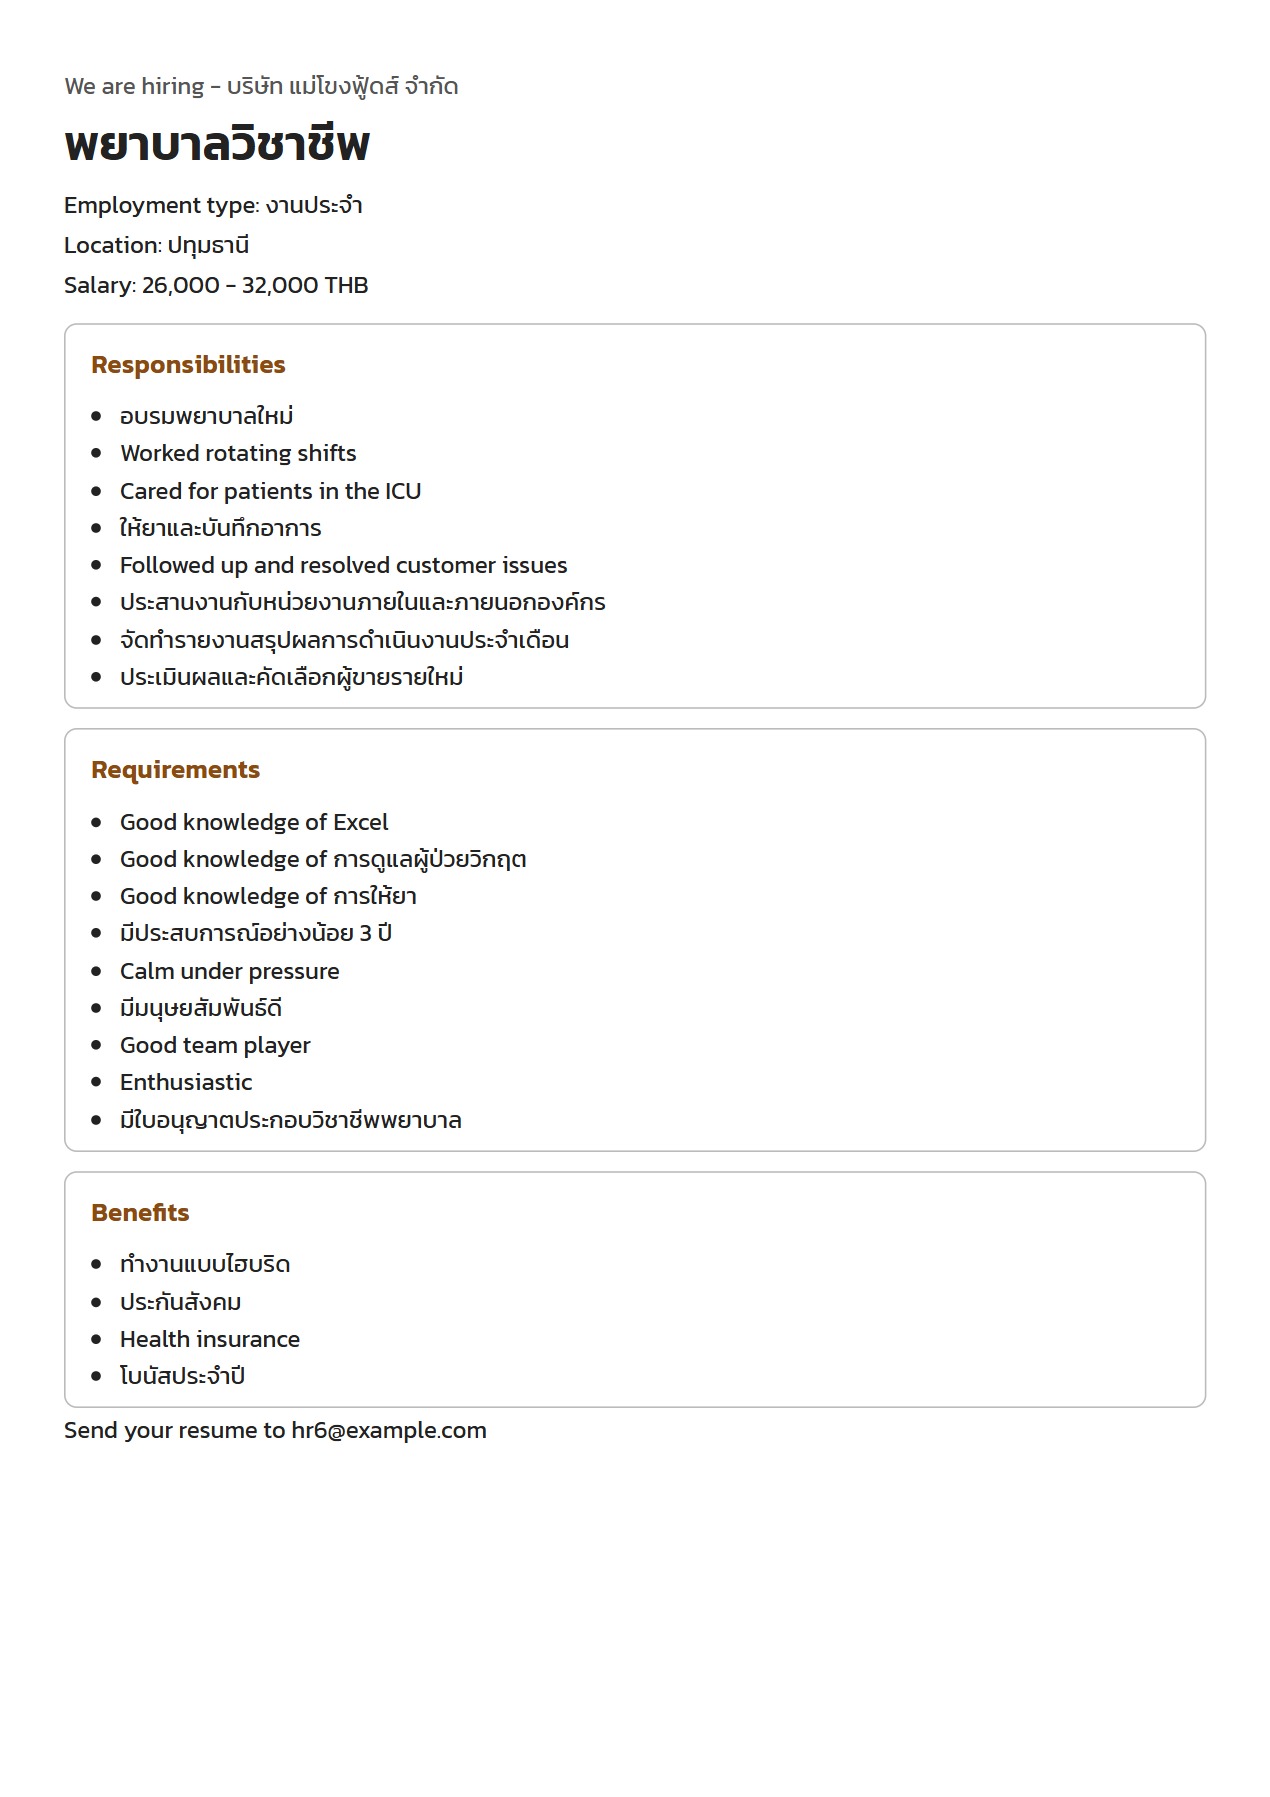 We are hiring - บริษัท แม่โขงฟู้ดส์ จำกัด
พยาบาลวิชาชีพ
Employment type: งานประจำ
Location: ปทุมธานี
Salary: 26,000 - 32,000 THB
Responsibilities
• อบรมพยาบาลใหม่
• Worked rotating shifts
• Cared for patients in the ICU
• ให้ยาและบันทึกอาการ
• Followed up and resolved customer issues
• ประสานงานกับหน่วยงานภายในและภายนอกองค์กร
• จัดทำรายงานสรุปผลการดำเนินงานประจำเดือน
• ประเมินผลและคัดเลือกผู้ขายรายใหม่
Requirements
• Good knowledge of Excel
• Good knowledge of การดูแลผู้ป่วยวิกฤต
• Good knowledge of การให้ยา
• มีประสบการณ์อย่างน้อย 3 ปี
• Calm under pressure
• มีมนุษยสัมพันธ์ดี
• Good team player
• Enthusiastic
• มีใบอนุญาตประกอบวิชาชีพพยาบาล
Benefits
• ทำงานแบบไฮบริด
• ประกันสังคม
• Health insurance
• โบนัสประจำปี
Send your resume to hr6@example.com